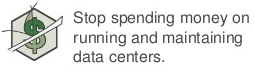 Stop spending money on
running and maintaining
data centers.